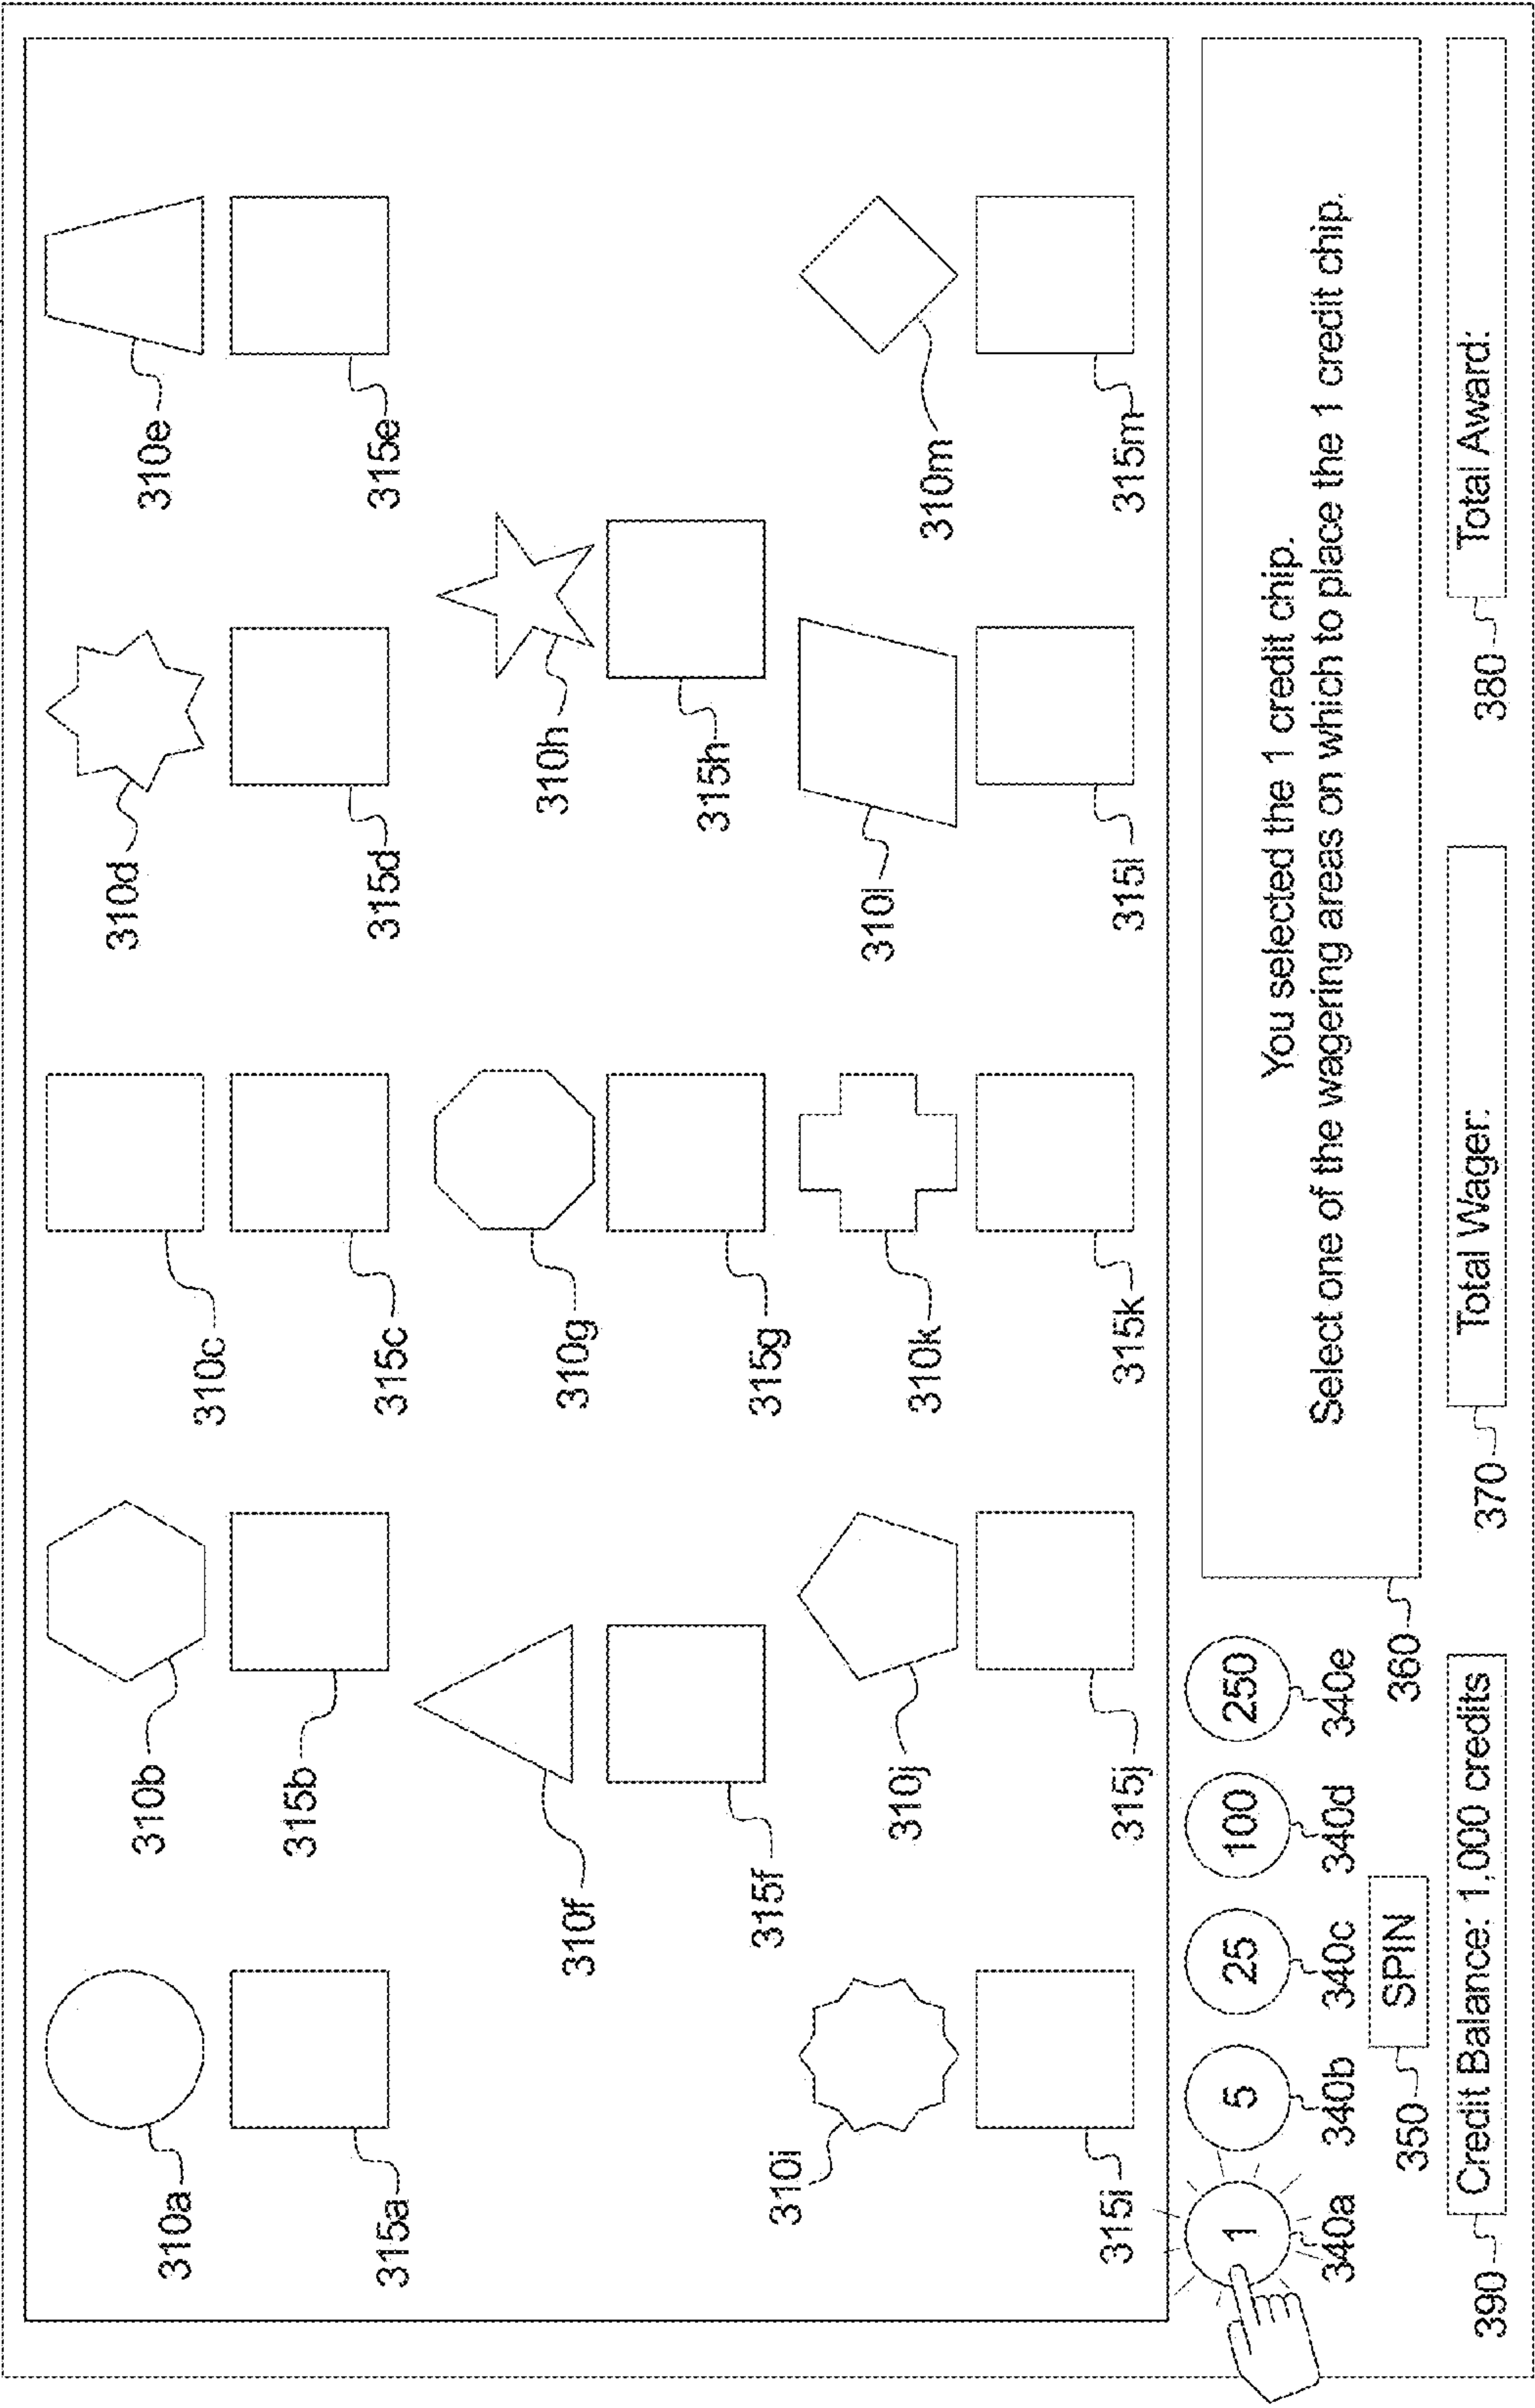 310a
310b
310c
310d
310e
315a
315b
315c
315d
315e
310f
310g
310h
315f
315g
315h
310i
310j
310k
310l
310m
315i
315j
315k
315l
315m
1
5
25
100
250
340a
340b
340c
340d
340e
You selected the 1 credit chip.
Select one of the wagering areas on which to place the 1 credit chip.
360
350
SPIN
390
Credit Balance: 1,000 credits
370
Total Wager:
380
Total Award: